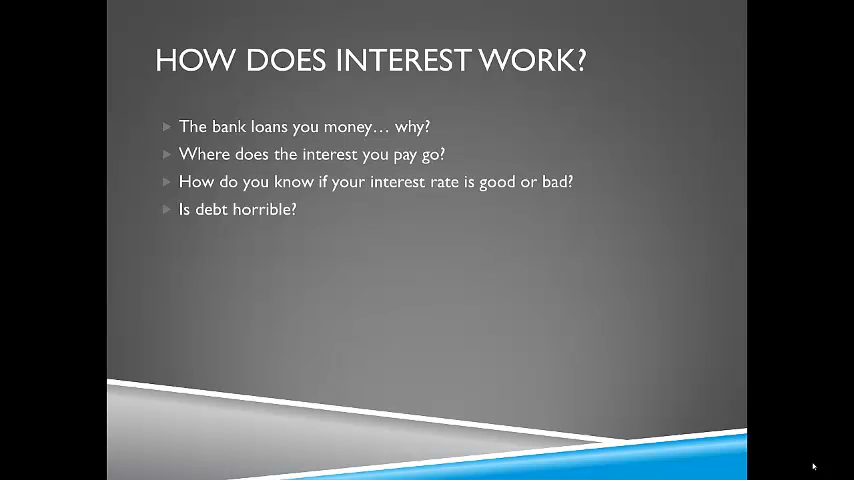 HOW DOES INTEREST WORK?
The bank loans you money… why?
Where does the interest you pay go?
How do you know if your interest rate is good or bad?
Is debt horrible?